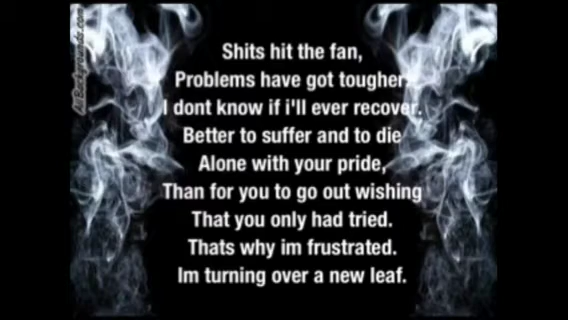 AllBackgrounds.com
Shits hit the fan,
Problems have got tougher
I dont know if i'll ever recover.
Better to suffer and to die
Alone with your pride,
Than for you to go out wishing
That you only had tried.
Thats why im frustrated.
Im turning over a new leaf.